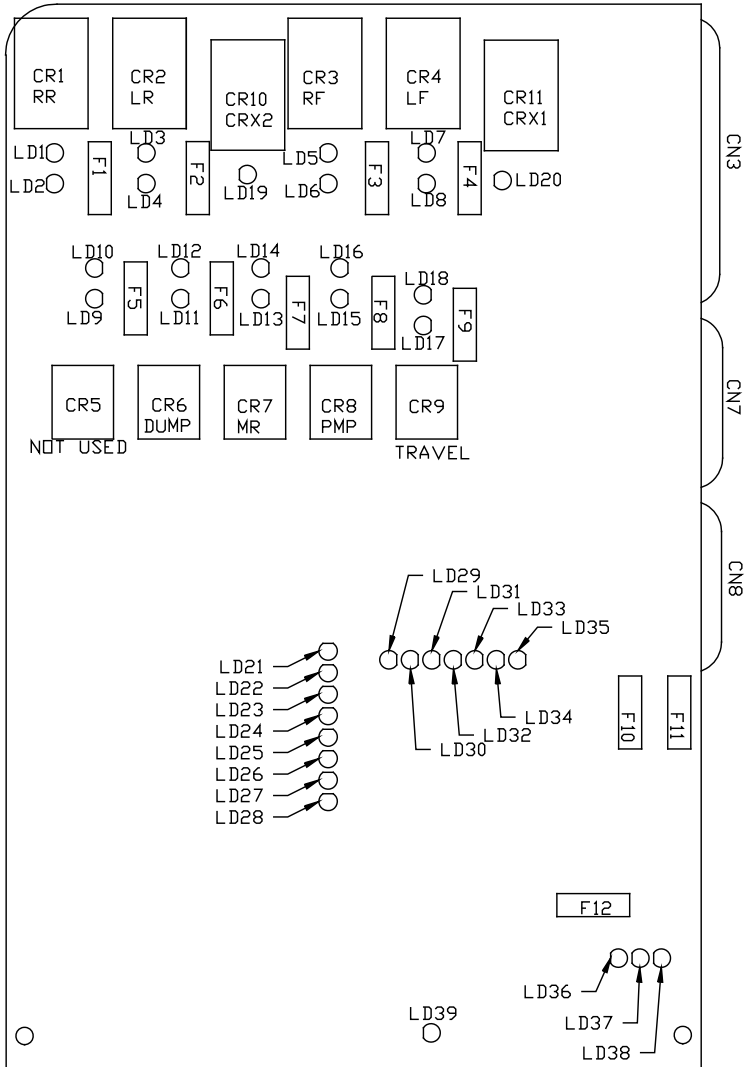 CR1
RR
CR2
LR
CR10
CRX2
CR3
RF
CR4
LF
CR11
CRX1
CN3
LD1
LD2
F1
LD3
LD4
F2
LD19
LD5
LD6
F3
LD7
LD8
F4
LD20
LD10
LD9
F5
LD12
LD11
F6
LD14
LD13
F7
LD16
LD15
F8
LD18
LD17
F9
CN7
CR5
NOT USED
CR6
DUMP
CR7
MR
CR8
PMP
CR9
TRAVEL
CN8
LD29
LD31
LD33
LD35
LD21
LD22
LD23
LD24
LD25
LD26
LD27
LD28
LD30
LD32
LD34
F10
F11
F12
LD36
LD37
LD38
LD39